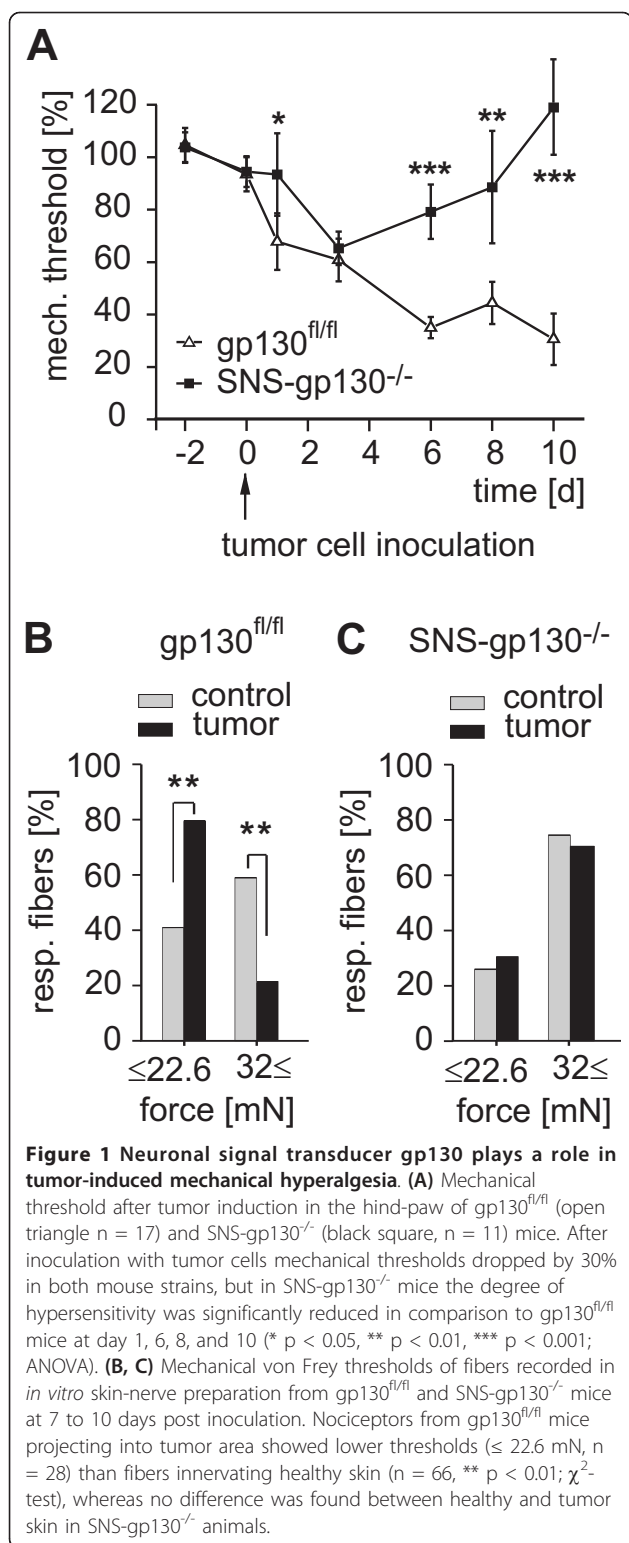 A
mech. threshold [%]
120
100
80
60
40
20
0
*
***
**
***
gp130fl/fl
SNS-gp130-/-
-2 0 2 4 6 8 10
time [d]
tumor cell inoculation
B gp130fl/fl
control
tumor
resp. fibers [%]
100
80
60
40
20
0
**
**
≤22.6 32≤
force [mN]
C SNS-gp130-/-
control
tumor
resp. fibers [%]
100
80
60
40
20
0
≤22.6 32≤
force [mN]
Figure 1 Neuronal signal transducer gp130 plays a role in
tumor-induced mechanical hyperalgesia. (A) Mechanical
threshold after tumor induction in the hind-paw of gp130fl/fl (open
triangle n = 17) and SNS-gp130-/- (black square, n = 11) mice. After
inoculation with tumor cells mechanical thresholds dropped by 30%
in both mouse strains, but in SNS-gp130-/- mice the degree of
hypersensitivity was significantly reduced in comparison to gp130fl/fl
mice at day 1, 6, 8, and 10 (* p < 0.05, ** p < 0.01, *** p < 0.001;
ANOVA). (B, C) Mechanical von Frey thresholds of fibers recorded in
in vitro skin-nerve preparation from gp130fl/fl and SNS-gp130-/- mice
at 7 to 10 days post inoculation. Nociceptors from gp130fl/fl mice
projecting into tumor area showed lower thresholds (≤ 22.6 mN, n
= 28) than fibers innervating healthy skin (n = 66, ** p < 0.01; χ2-
test), whereas no difference was found between healthy and tumor
skin in SNS-gp130-/- animals.